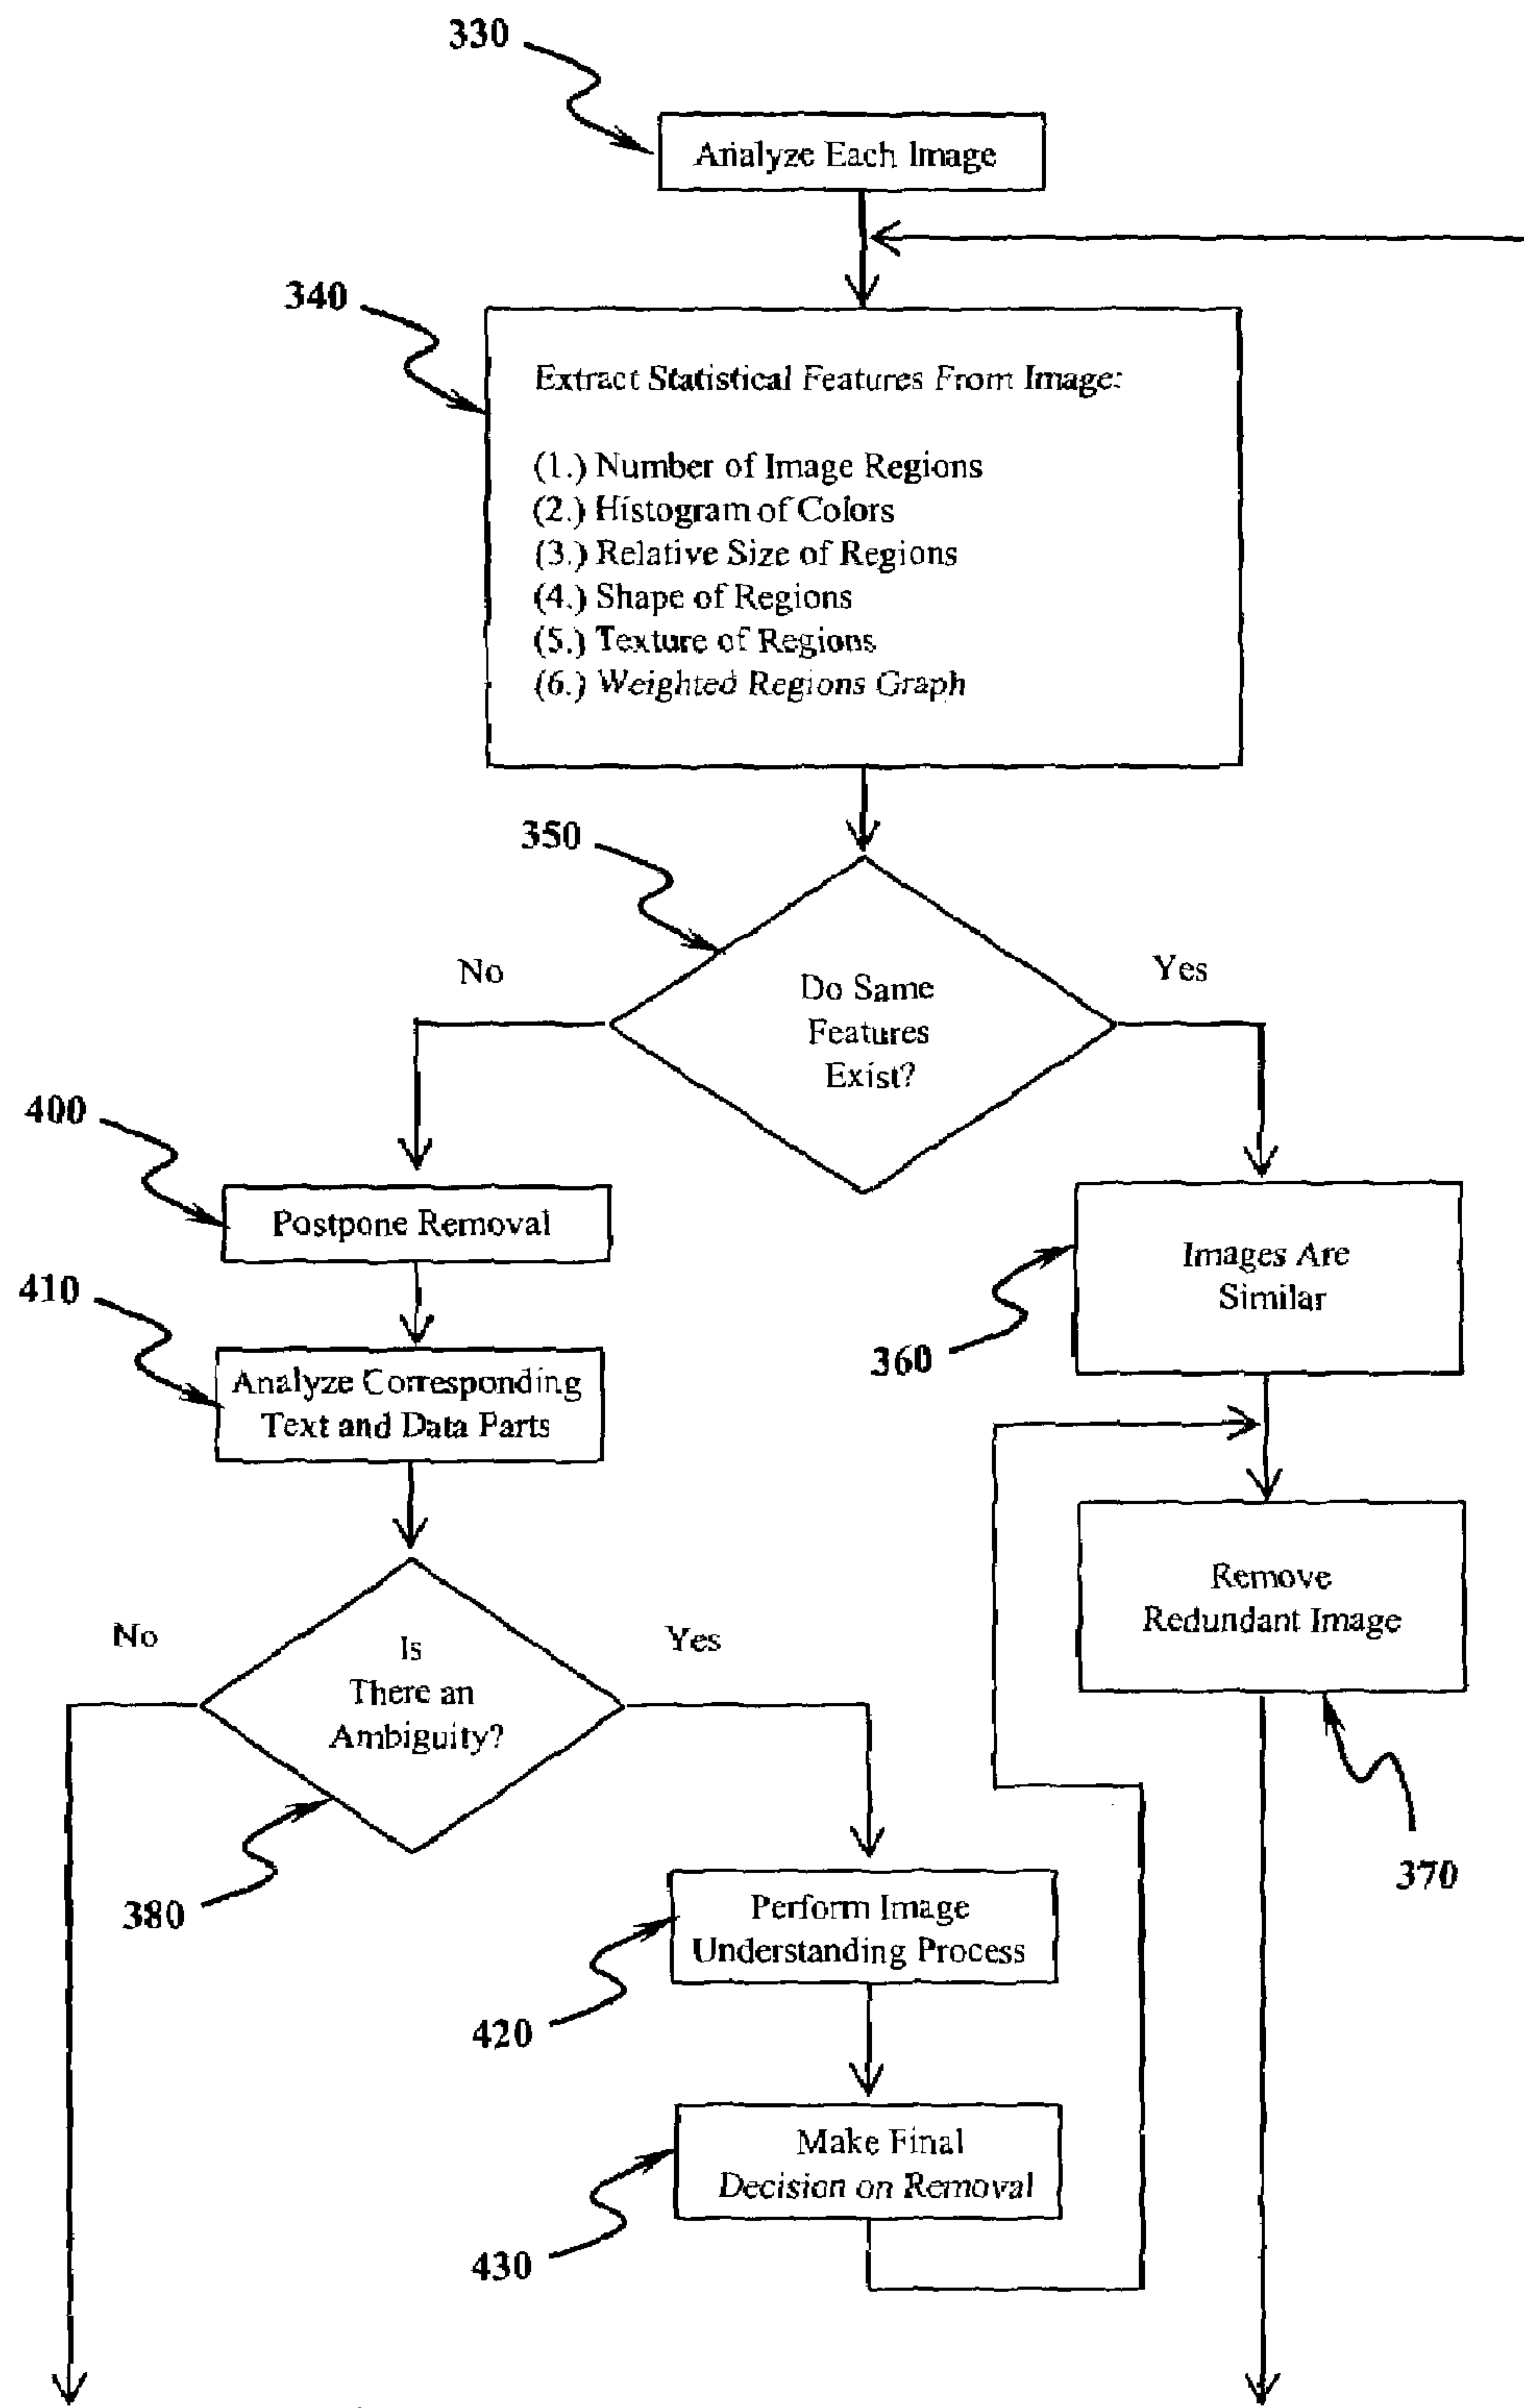 330
Analyze Each Image
340
Extract Statistical Features From Image:
(1.) Number of Image Regions
(2.) Histogram of Colors
(3.) Relative Size of Regions
(4.) Shape of Regions
(5.) Texture of Regions
(6.) Weighted Regions Graph
350
No
Yes
Do Same
Features
Exist?
400
Postpone Removal
410
Analyze Corresponding
Text and Data Parts
Images Are
Similar
360
Remove
Redundant Image
370
No
Yes
Is
There an
Ambiguity?
380
Perform Image
Understanding Process
420
Make Final
Decision on Removal
430